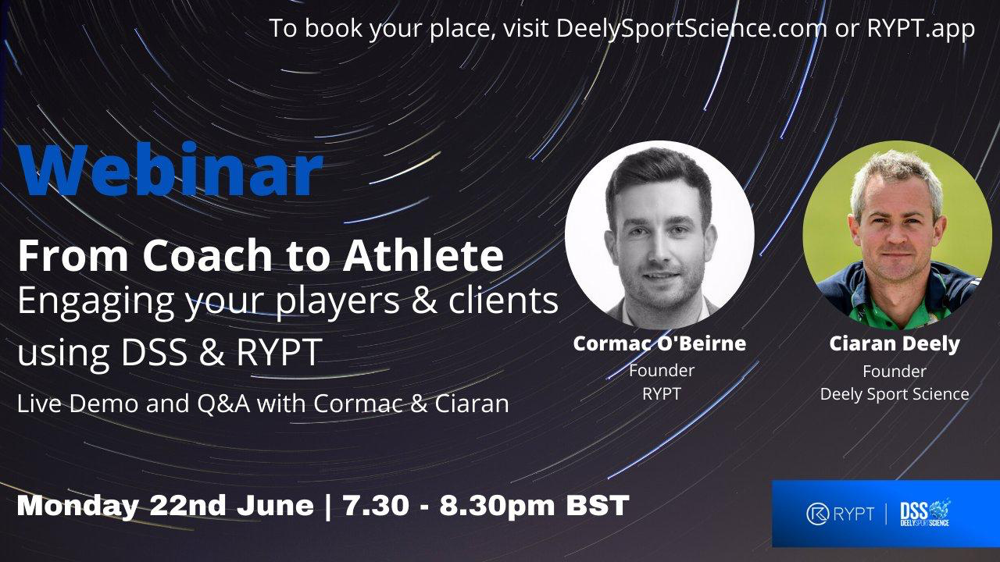 To book your place, visit DeelySportScience.com or RYPT.app
Webinar
From Coach to Athlete
Engaging your players & clients
using DSS & RYPT
Live Demo and Q&A with Cormac & Ciaran
Cormac O'Beirne
Founder
RYPT
Ciaran Deely
Founder
Deely Sport Science
Monday 22nd June | 7.30 - 8.30pm BST
RYPT | DSS
DEELYSPORTSCIENCE